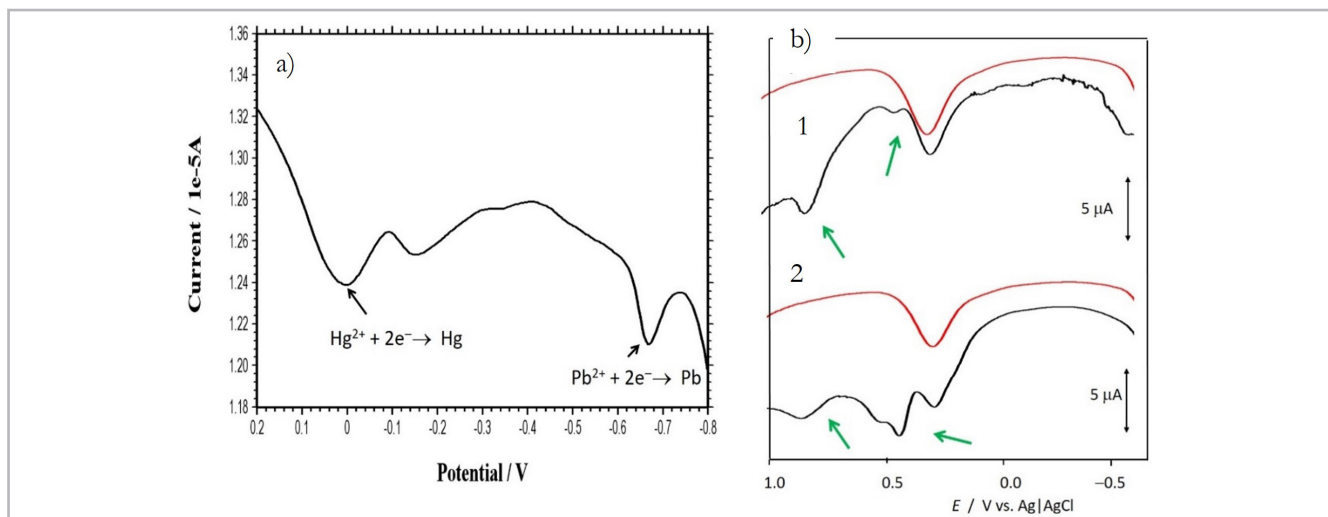 a)
Current / 1e-5A
1.36
1.34
1.32
1.30
1.28
1.26
1.24
1.22
1.20
1.18
Hg²⁺ + 2e⁻→ Hg
Pb²⁺ + 2e⁻→ Pb
0.2 0.1 0 -0.1 -0.2 -0.3 -0.4 -0.5 -0.6 -0.7 -0.8
Potential / V
b)
1
5 µA
2
5 µA
1.0 0.5 0.0 −0.5
E / V vs. Ag|AgCl